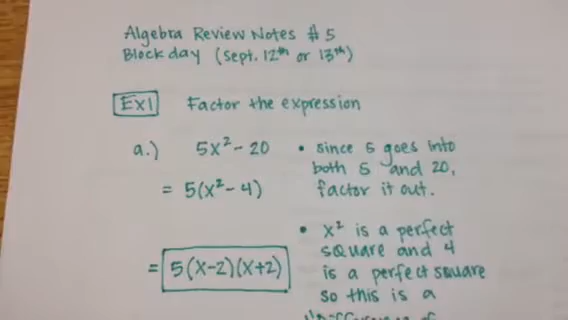 Algebra Review Notes #5
Block day (Sept. 12th or 13th)
Ex1 Factor the expression
a.) 5x² - 20
= 5(x² - 4)
= 5(x-2)(x+2)
• since 5 goes into
both 5 and 20,
factor it out.
• x² is a perfect
square and 4
is a perfect square
so this is a